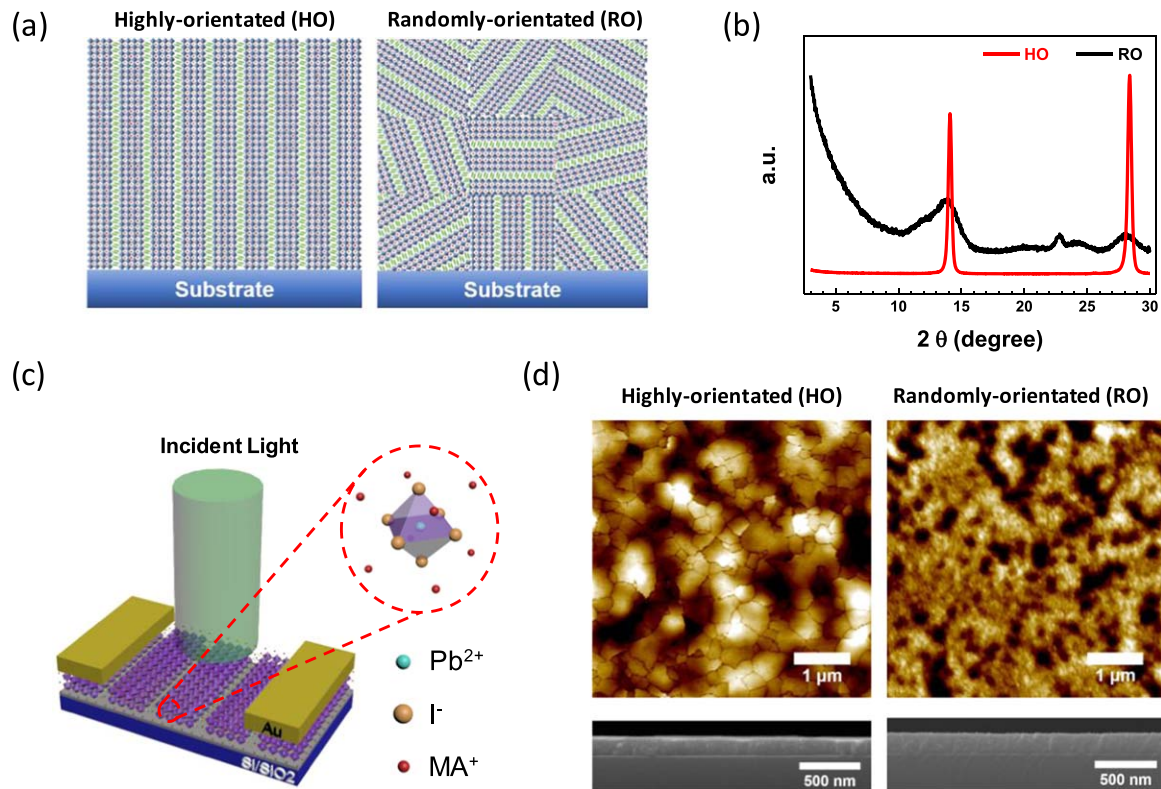 (a)
Highly-orientated (HO)
Randomly-orientated (RO)
Substrate
Substrate
(b)
HO
RO
a.u.
5
10
15
20
25
30
2 θ (degree)
(c)
Incident Light
Au
Si/SiO2
Pb²⁺
I⁻
MA⁺
(d)
Highly-orientated (HO)
Randomly-orientated (RO)
1 μm
1 μm
500 nm
500 nm